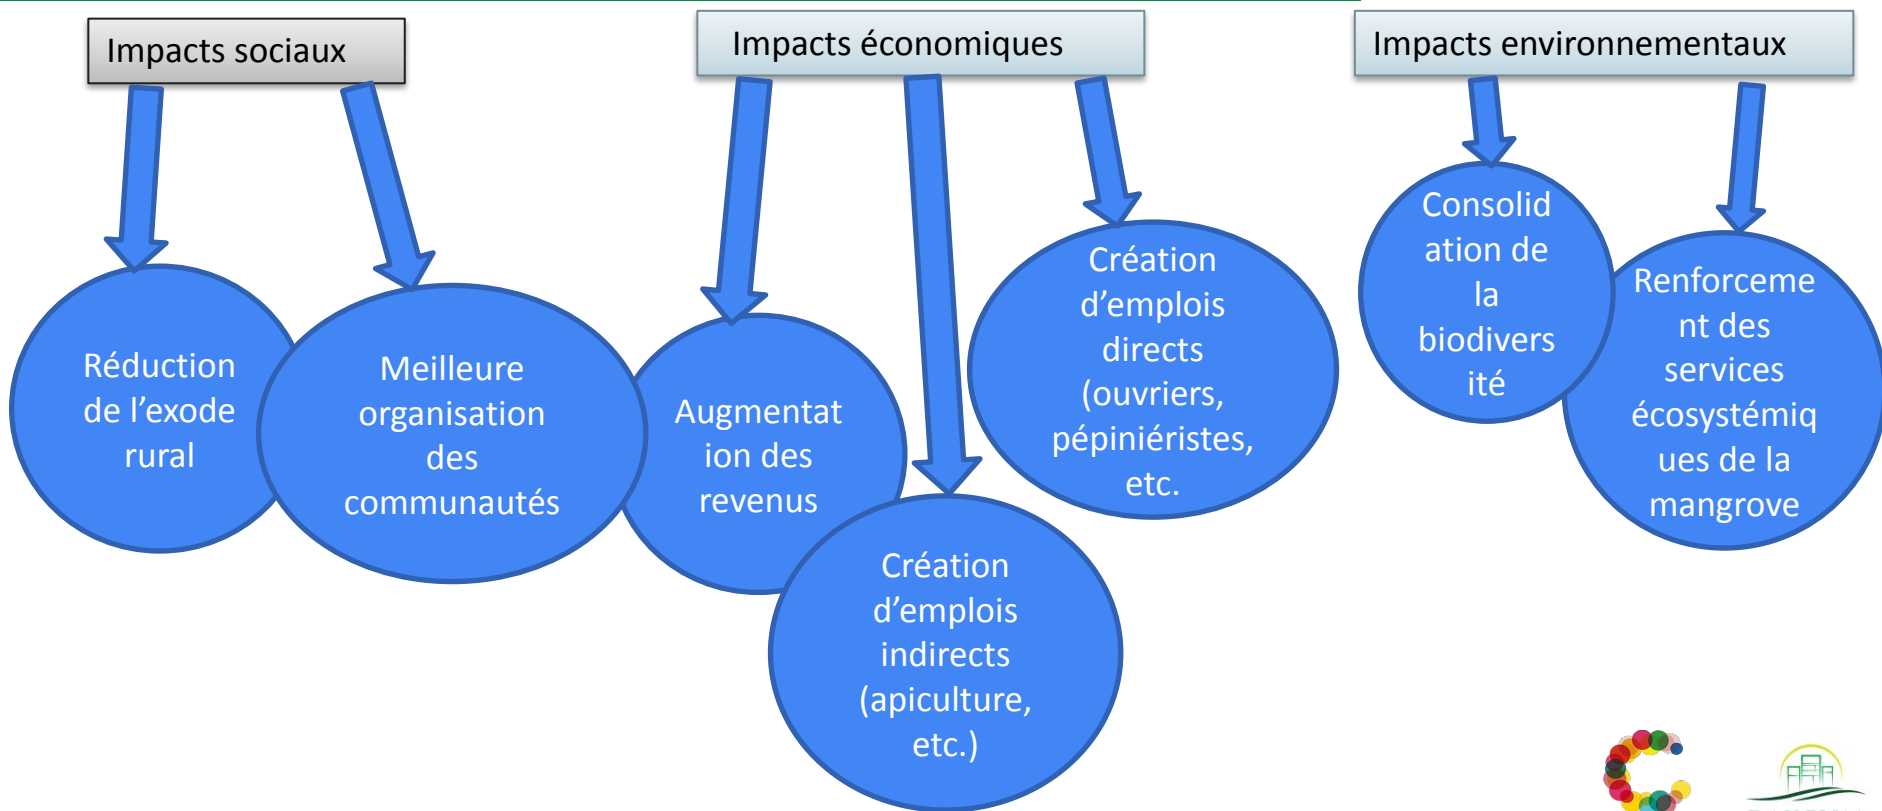 Impacts sociaux
Impacts économiques
Impacts environnementaux
Réduction
de l’exode
rural
Meilleure
organisation
des
communautés
Augmentat
ion des
revenus
Création
d’emplois
indirects
(apiculture,
etc.)
Création
d’emplois
directs
(ouvriers,
pépiniéristes,
etc.
Consolid
ation de
la
biodivers
ité
Renforceme
nt des
services
écosystémiq
ues de la
mangrove